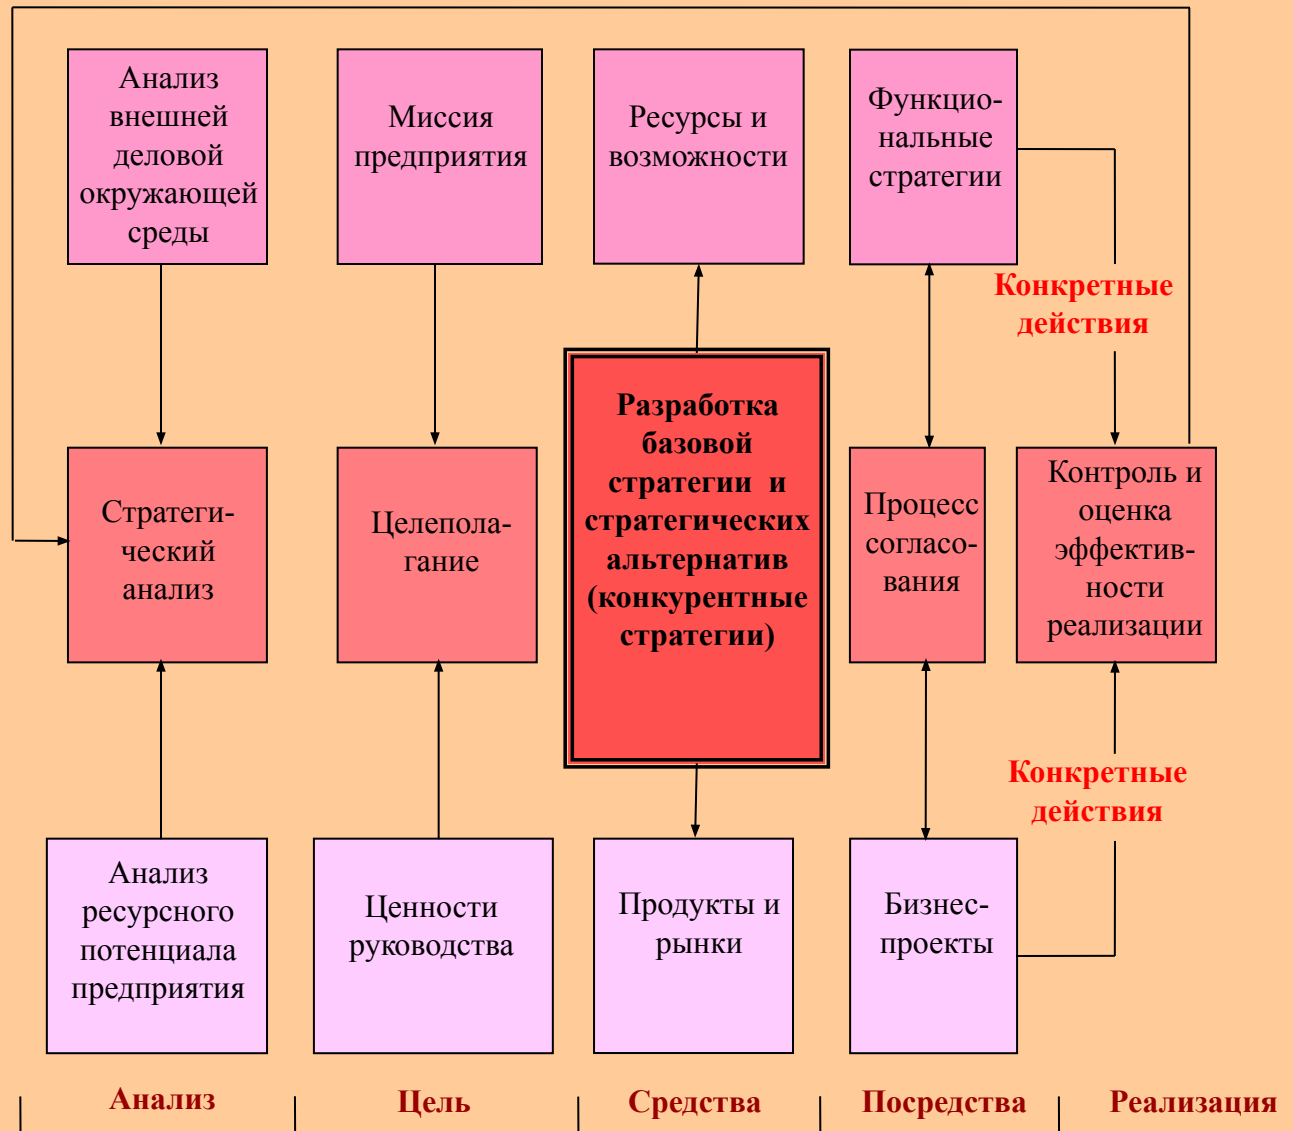 Анализ
внешней
деловой
окружающей
среды
Миссия
предприятия
Ресурсы и
возможности
Функцио-
нальные
стратегии
Конкретные
действия
Стратеги-
ческий
анализ
Целепола-
гание
Разработка
базовой
стратегии и
стратегических
альтернатив
(конкурентные
стратегии)
Процесс
согласо-
вания
Контроль и
оценка
эффектив-
ности
реализации
Конкретные
действия
Анализ
ресурсного
потенциала
предприятия
Ценности
руководства
Продукты и
рынки
Бизнес-
проекты
Анализ
Цель
Средства
Посредства
Реализация